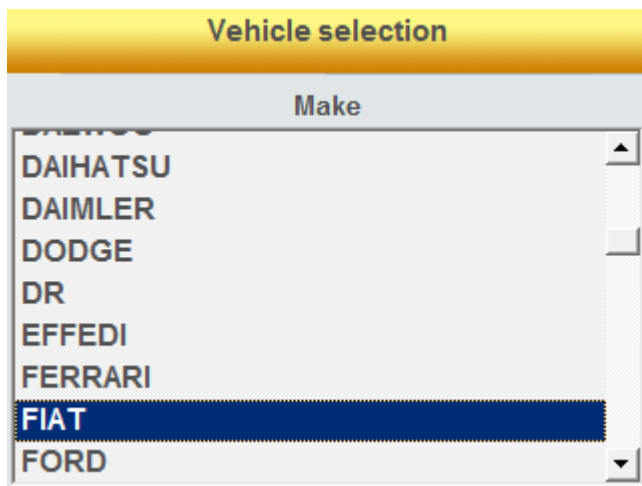 Vehicle selection
Make
DAIHATSU
DAIMLER
DODGE
DR
EFFEDI
FERRARI
FIAT
FORD